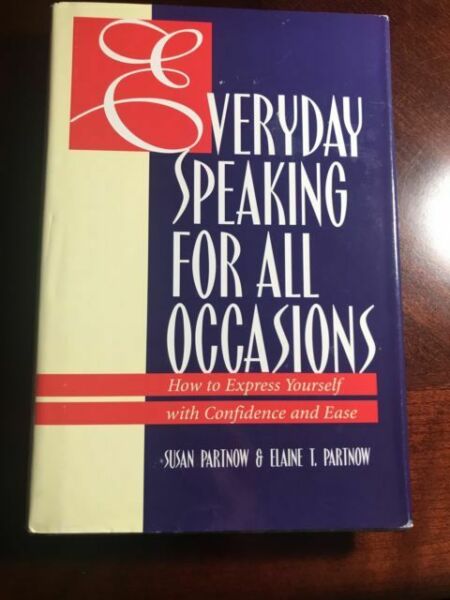 EVERYDAY
SPEAKING
FOR ALL
OCCASIONS
How to Express Yourself
with Confidence and Ease
SUSAN PARTNOW & ELAINE T. PARTNOW